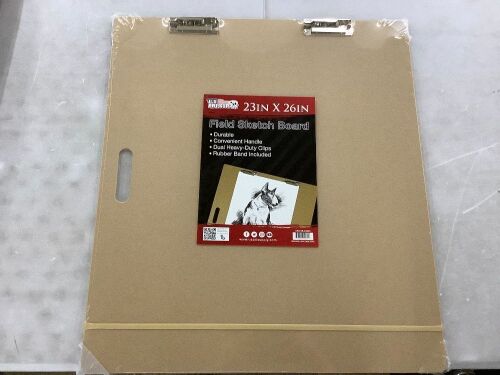 23IN X 26IN
Field Sketch Board
• Durable
• Convenient Handle
• Dual Heavy-Duty Clips
• Rubber Band Included